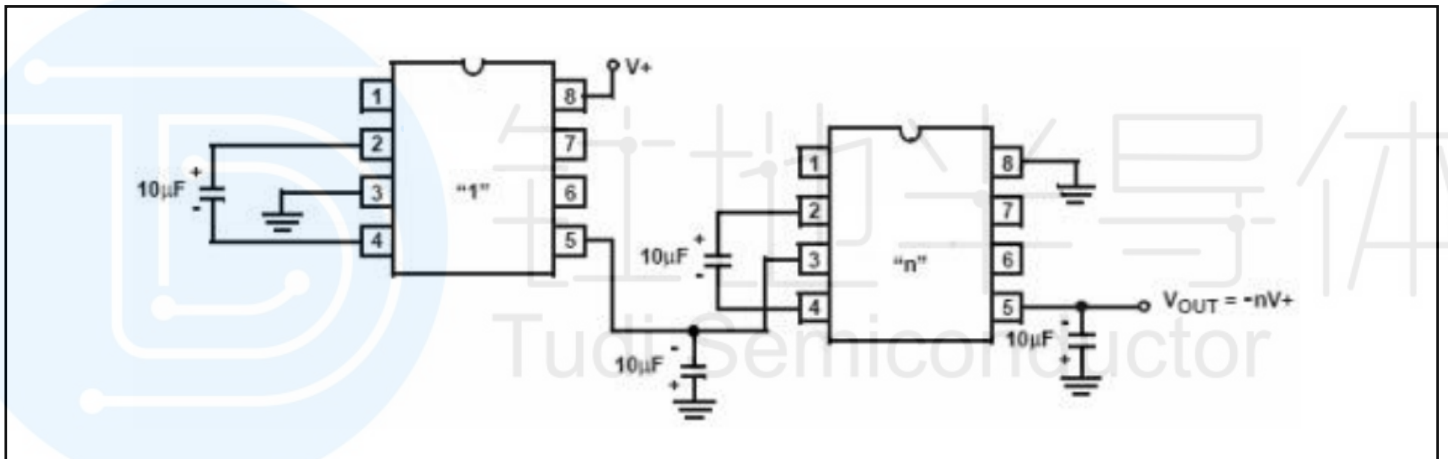 V+
1
2
3
4
8
7
6
5
"1"
+
10µF
-
1
2
3
4
8
7
6
5
"n"
+
10µF
-
-
10µF
+
VOUT = -nV+
-
10µF
+
钍地半导体
Tudi Semiconductor